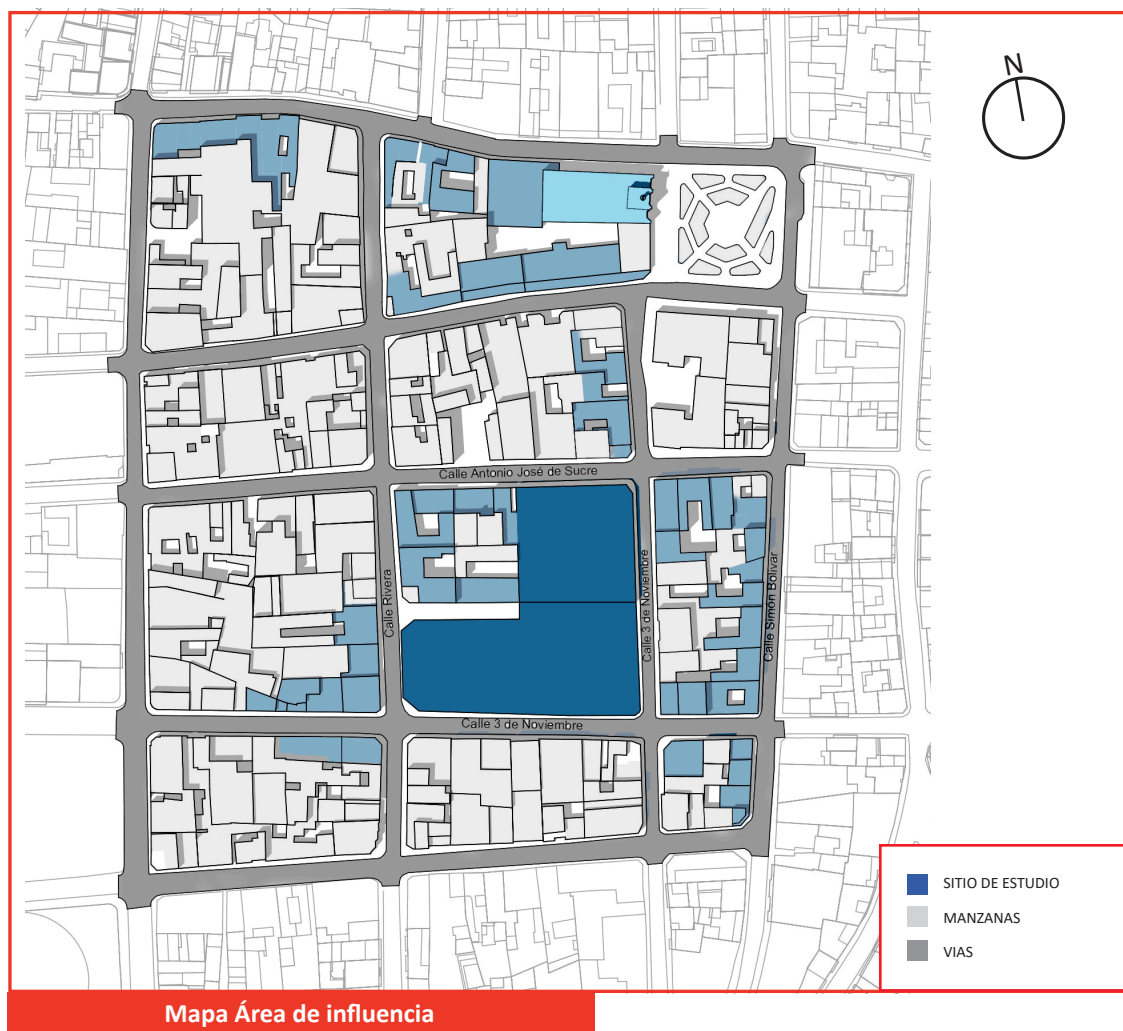 N
Calle Antonio José de Sucre
Calle Rivera
Calle 3 de Noviembre
Calle Simón Bolívar
Calle 3 de Noviembre
SITIO DE ESTUDIO
MANZANAS
VIAS
Mapa Área de influencia